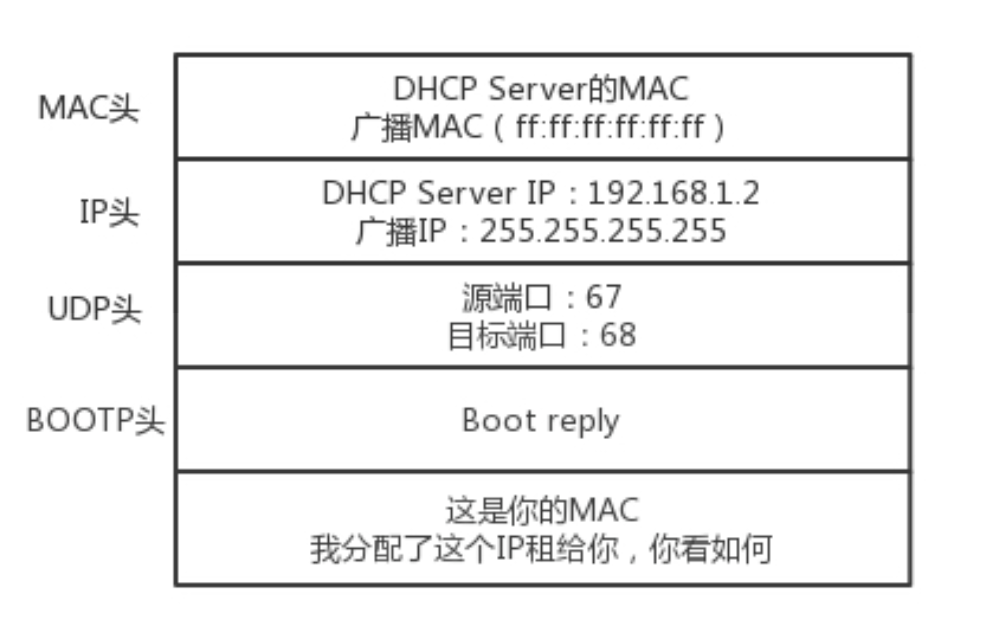 MAC头
DHCP Server的MAC
广播MAC（ff:ff:ff:ff:ff:ff）
IP头
DHCP Server IP：192.168.1.2
广播IP：255.255.255.255
UDP头
源端口：67
目标端口：68
BOOTP头
Boot reply
这是你的MAC
我分配了这个IP租给你，你看如何